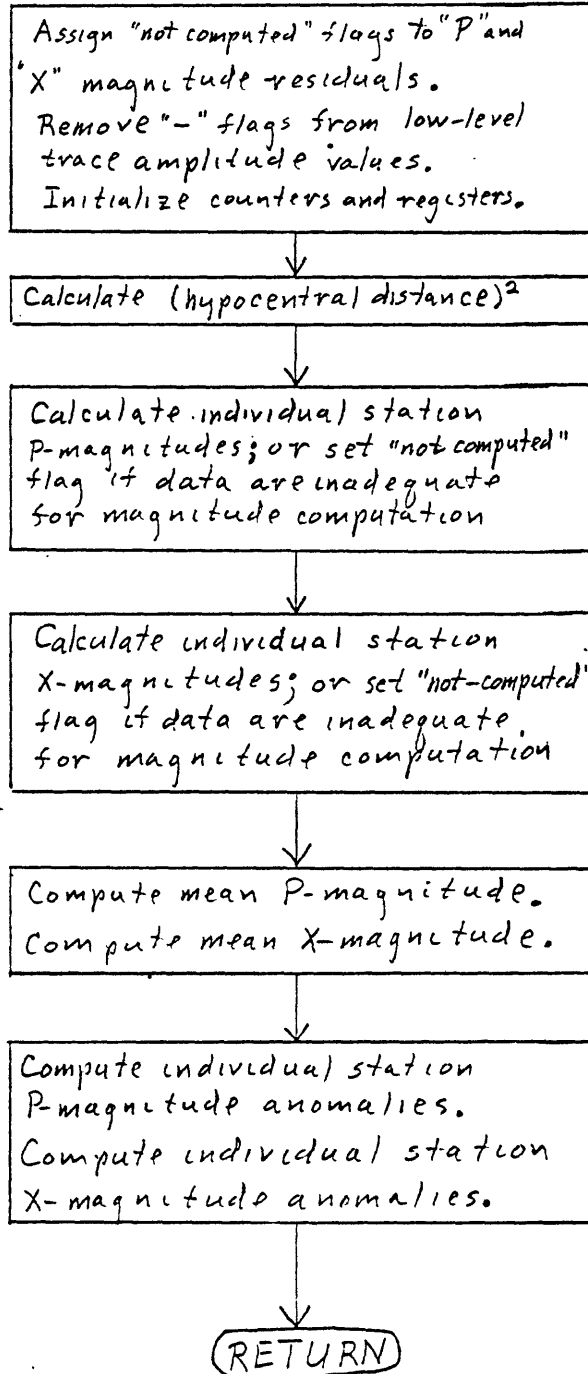 Assign "not computed" flags to "P" and
"X" magnitude residuals.
Remove "-" flags from low-level
trace amplitude values.
Initialize counters and registers.
Calculate (hypocentral distance)²
Calculate individual station
P-magnitudes; or set "not computed"
flag if data are inadequate
for magnitude computation
Calculate individual station
X-magnitudes; or set "not-computed"
flag if data are inadequate
for magnitude computation
Compute mean P-magnitude.
Compute mean X-magnitude.
Compute individual station
P-magnitude anomalies.
Compute individual station
X-magnitude anomalies.
RETURN